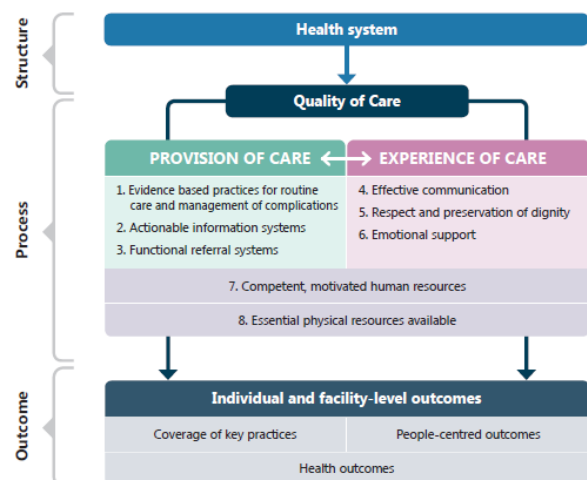 Structure
Health system
Process
Quality of Care
PROVISION OF CARE
1. Evidence based practices for routine
care and management of complications
2. Actionable information systems
3. Functional referral systems
EXPERIENCE OF CARE
4. Effective communication
5. Respect and preservation of dignity
6. Emotional support
7. Competent, motivated human resources
8. Essential physical resources available
Outcome
Individual and facility-level outcomes
Coverage of key practices
People-centred outcomes
Health outcomes